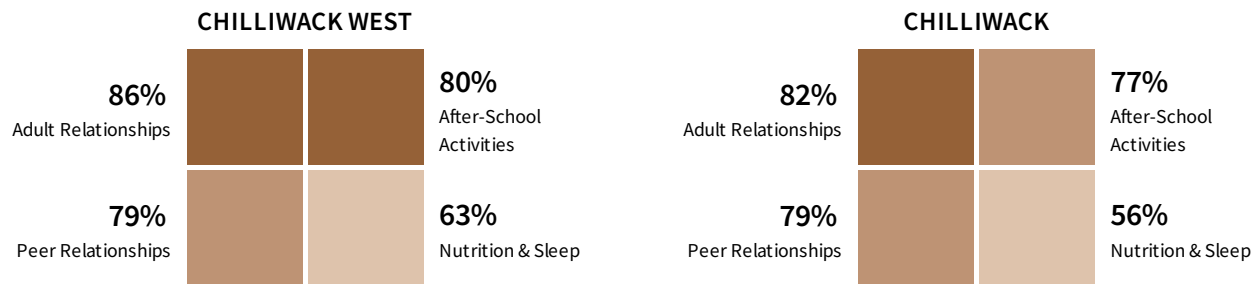 CHILLIWACK WEST
86%
Adult Relationships
80%
After-School
Activities
79%
Peer Relationships
63%
Nutrition & Sleep
CHILLIWACK
82%
Adult Relationships
77%
After-School
Activities
79%
Peer Relationships
56%
Nutrition & Sleep